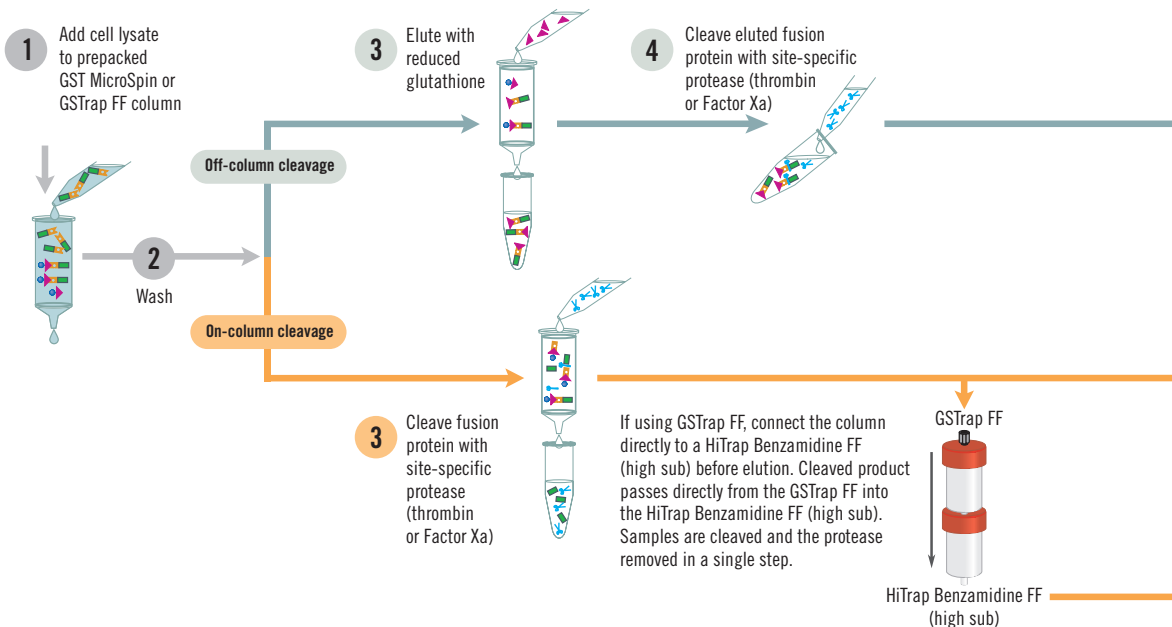 1
Add cell lysate
to prepacked
GST MicroSpin or
GSTrap FF column
2
Wash
Off-column cleavage
3
Elute with
reduced
glutathione
4
Cleave eluted fusion
protein with site-specific
protease (thrombin
or Factor Xa)
On-column cleavage
3
Cleave fusion
protein with
site-specific
protease
(thrombin
or Factor Xa)
If using GSTrap FF, connect the column
directly to a HiTrap Benzamidine FF
(high sub) before elution. Cleaved product
passes directly from the GSTrap FF into
the HiTrap Benzamidine FF (high sub).
Samples are cleaved and the protease
removed in a single step.
GSTrap FF
HiTrap Benzamidine FF
(high sub)